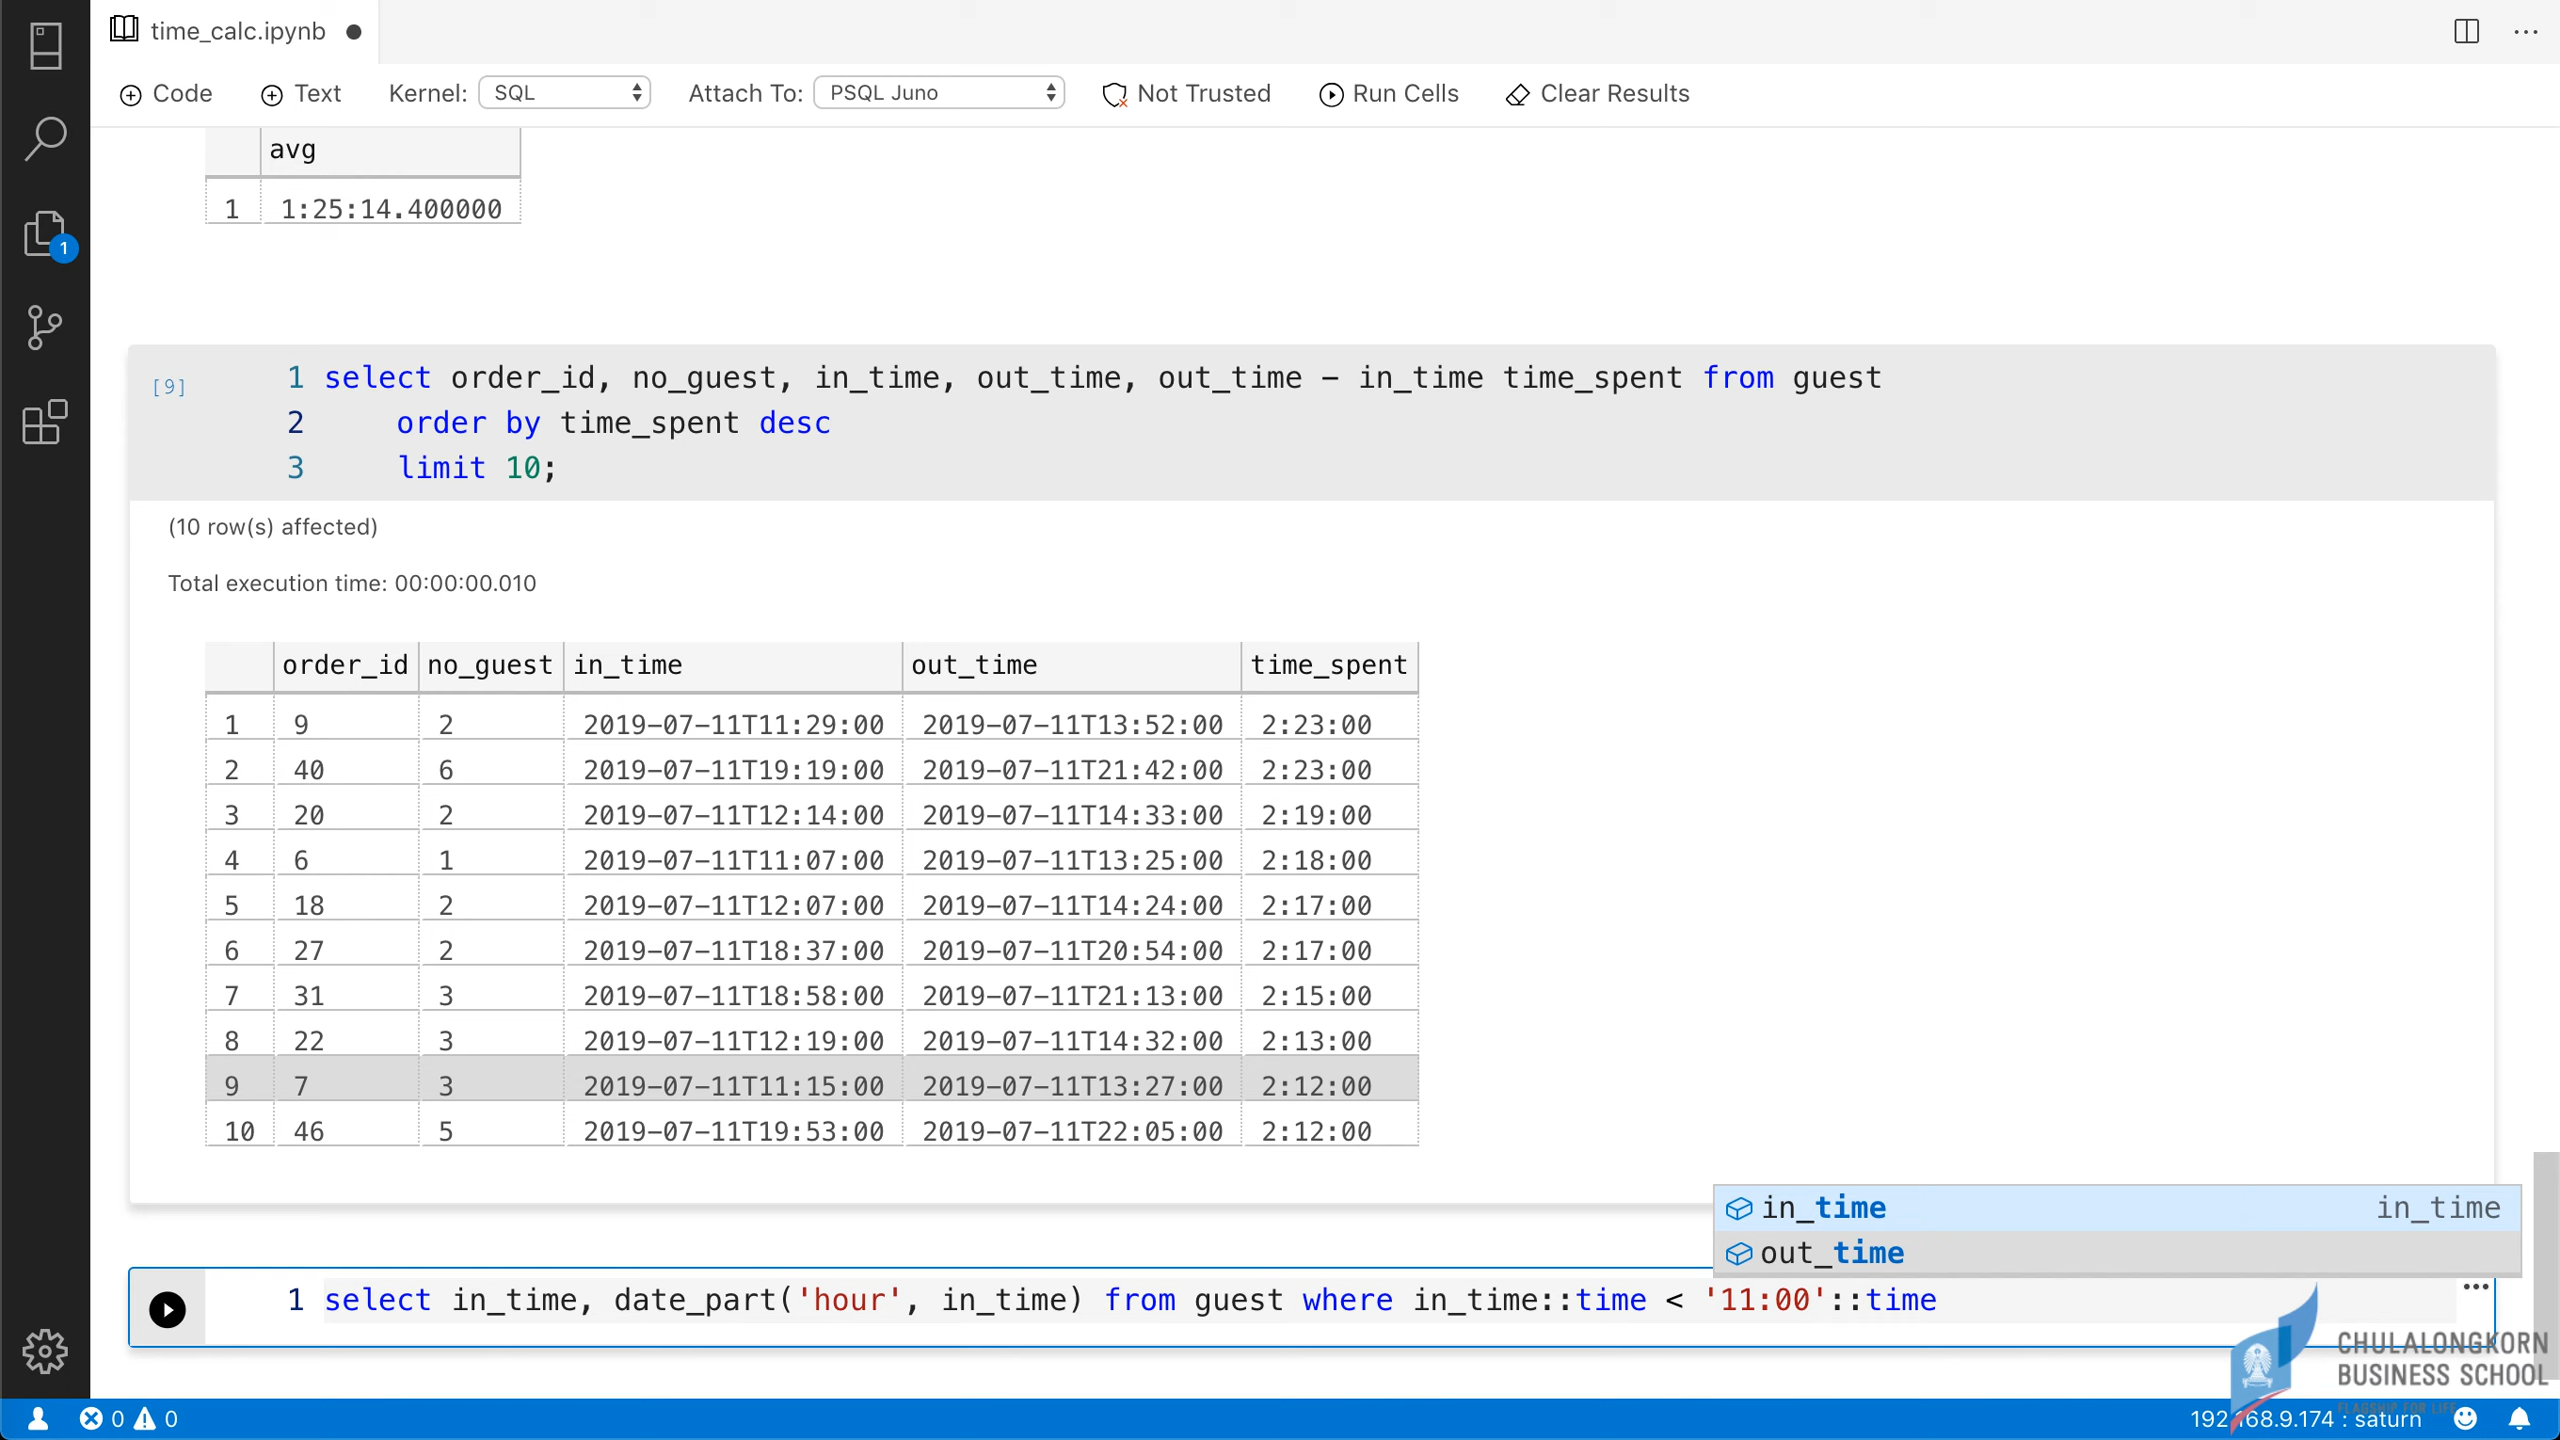 time_calc.ipynb
Code Text Kernel: SQL Attach To: PSQL Juno Not Trusted Run Cells Clear Results
avg
1 1:25:14.400000
1
[9] 1 select order_id, no_guest, in_time, out_time, out_time - in_time time_spent from guest
2 order by time_spent desc
3 limit 10;
(10 row(s) affected)
Total execution time: 00:00:00.010
order_id no_guest in_time out_time time_spent
1 9 2 2019-07-11T11:29:00 2019-07-11T13:52:00 2:23:00
2 40 6 2019-07-11T19:19:00 2019-07-11T21:42:00 2:23:00
3 20 2 2019-07-11T12:14:00 2019-07-11T14:33:00 2:19:00
4 6 1 2019-07-11T11:07:00 2019-07-11T13:25:00 2:18:00
5 18 2 2019-07-11T12:07:00 2019-07-11T14:24:00 2:17:00
6 27 2 2019-07-11T18:37:00 2019-07-11T20:54:00 2:17:00
7 31 3 2019-07-11T18:58:00 2019-07-11T21:13:00 2:15:00
8 22 3 2019-07-11T12:19:00 2019-07-11T14:32:00 2:13:00
9 7 3 2019-07-11T11:15:00 2019-07-11T13:27:00 2:12:00
10 46 5 2019-07-11T19:53:00 2019-07-11T22:05:00 2:12:00
in_time in_time
out_time
1 select in_time, date_part('hour', in_time) from guest where in_time::time < '11:00'::time
CHULALONGKORN
BUSINESS SCHOOL
FLAGSHIP FOR LIFE
0 0
192.168.9.174 : saturn